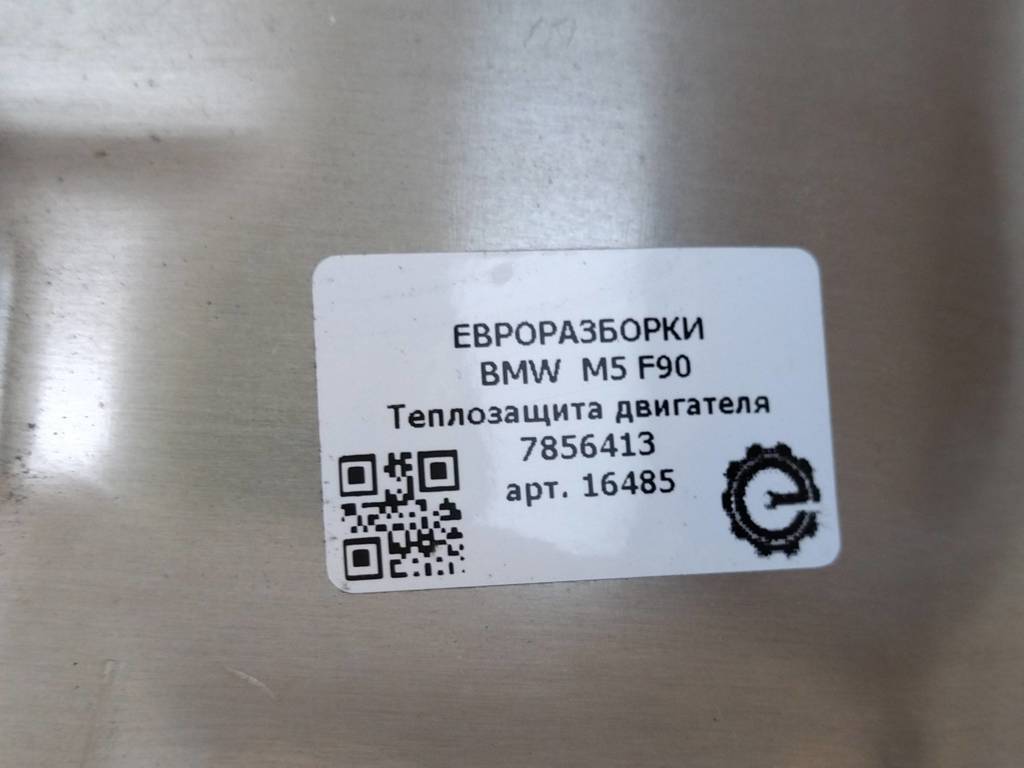 ЕВРОРАЗБОРКИ
BMW M5 F90
Теплозащита двигателя
7856413
арт. 16485